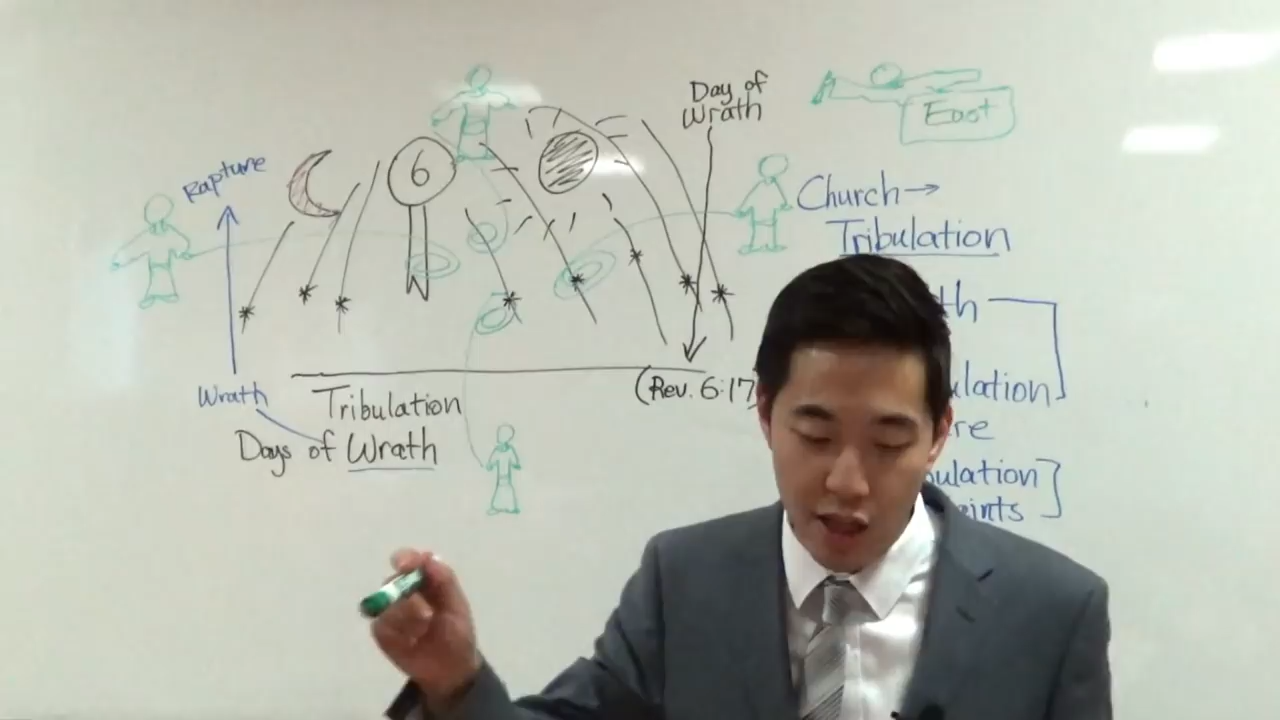 Rapture
6
Day of
Wrath
East
Church→
Tribulation
Wrath
Tribulation
Days of Wrath
(Rev. 6:17